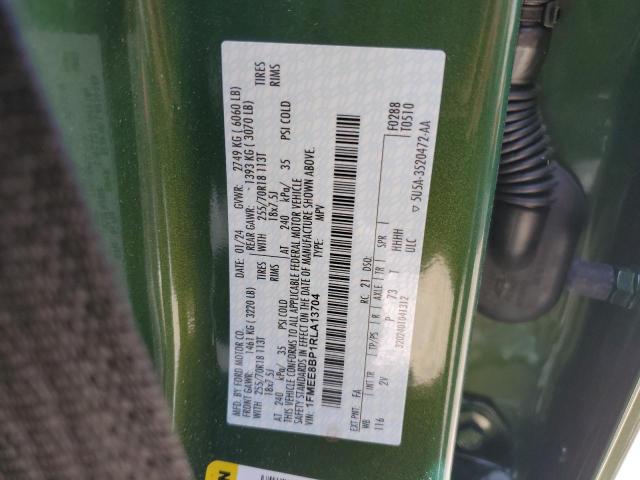 MFD. BY FORD MOTOR CO.
DATE: 01/24 GVWR: 2749 KG ( 6060 LB)
FRONT GAWR: 1461 KG ( 3220 LB) REAR GAWR: 1393 KG ( 3070 LB)
WITH 255/70R18 113T TIRES WITH 255/70R18 113T TIRES
18x7.5J RIMS 18x7.5J RIMS
AT 240 kPa/ 35 PSI COLD AT 240 kPa/ 35 PSI COLD
THIS VEHICLE CONFORMS TO ALL APPLICABLE FEDERAL MOTOR VEHICLE
SAFETY STANDARDS IN EFFECT ON THE DATE OF MANUFACTURE SHOWN ABOVE.
1FMEE8BP1RLA13704 TYPE: MPV
F0288
T0510
EXT PNT: FA RC: 21 DSO:
WB INT TR TP/PS R AXLE TR SPR
116 2V P 73 T HHHH
ULC 5U5A-3520472-AA
3202401041312